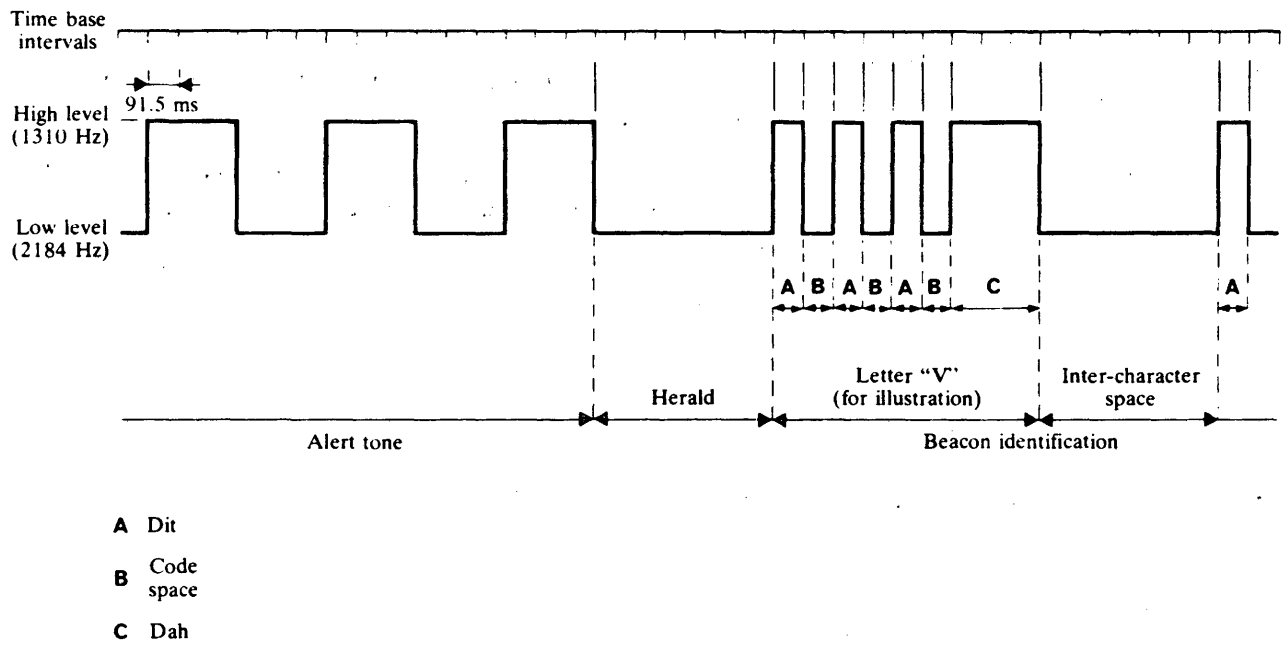 Time base
intervals
91.5 ms
High level
(1310 Hz)
Low level
(2184 Hz)
A B A B A B C A
Letter “V”
(for illustration)
Inter-character
space
Herald
Alert tone
Beacon identification
A Dit
B Code
space
C Dah